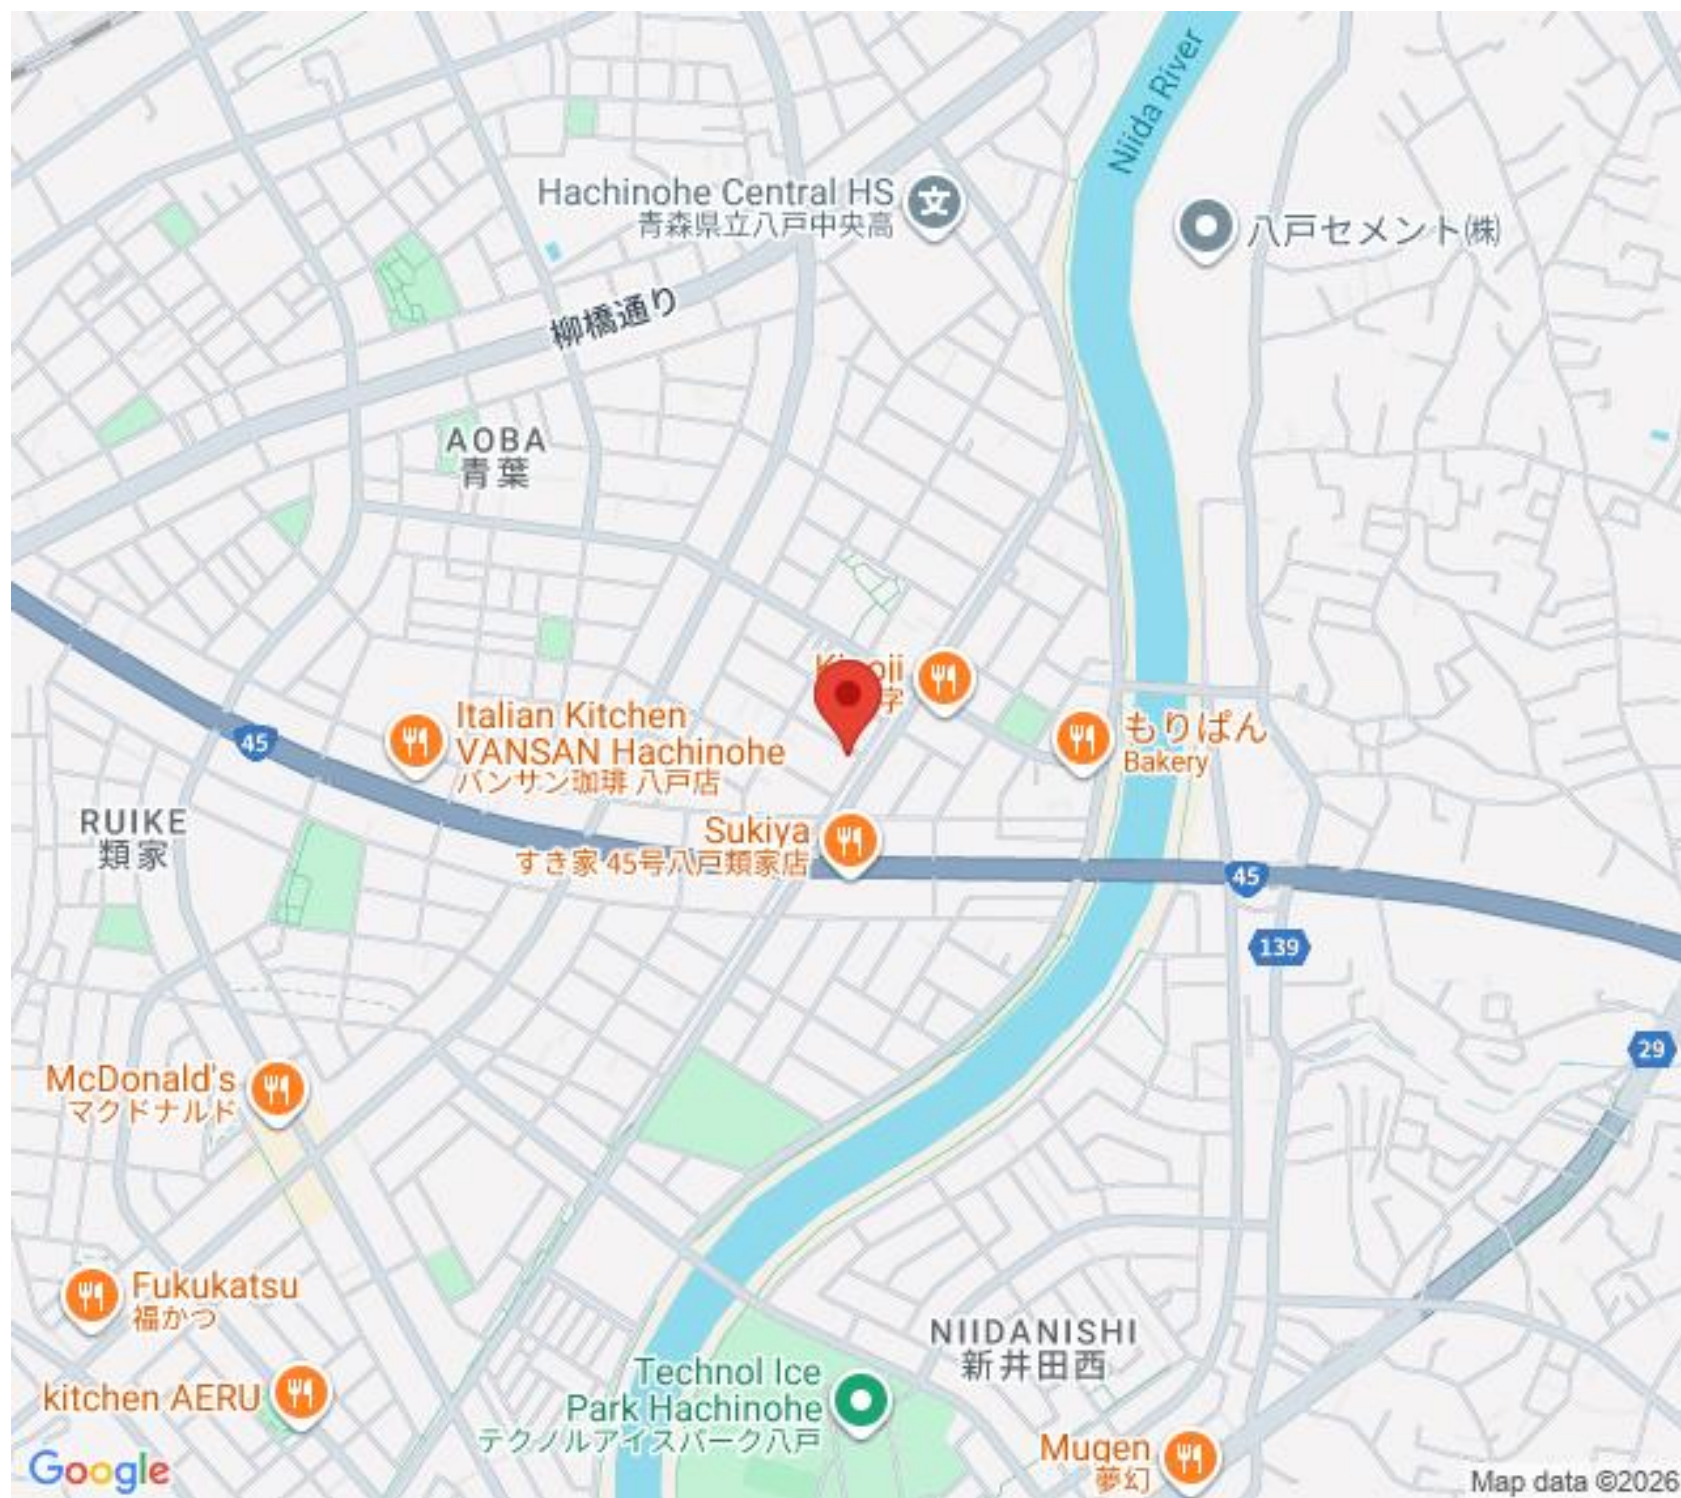 Niida River
Hachinohe Central HS
青森県立八戸中央高
八戸セメント㈱
柳橋通り
AOBA
青葉
字
Italian Kitchen
VANSAN Hachinohe
バンサン珈琲 八戸店
45
もりぱん
Bakery
RUIKE
類家
Sukiya
すき家 45号八戸類家店
45
139
29
McDonald's
マクドナルド
Fukukatsu
福かつ
NIIDANISHI
新井田西
kitchen AERU
Technol Ice
Park Hachinohe
テクノルアイスパーク八戸
Mugen
夢幻
Google
Map data ©2026